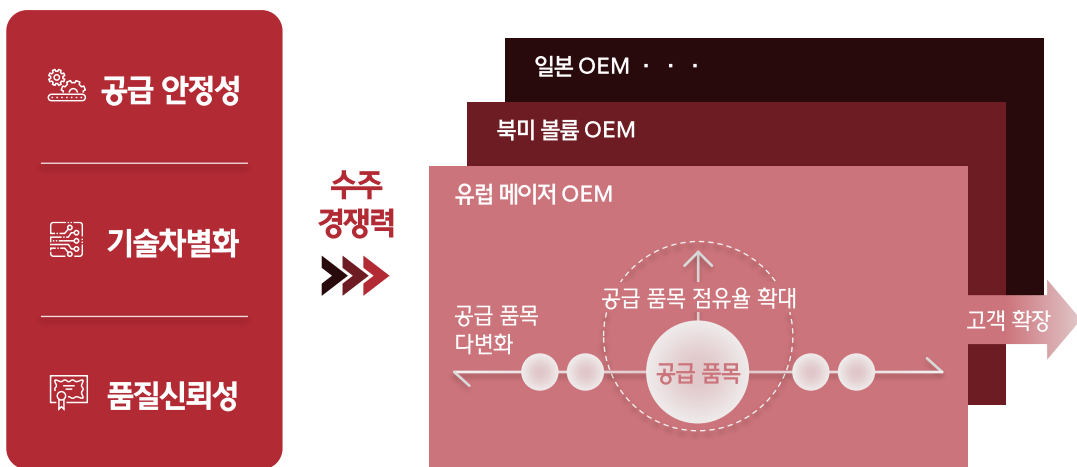 공급 안정성
기술차별화
품질신뢰성
수주
경쟁력
일본 OEM · · ·
북미 볼륨 OEM
유럽 메이저 OEM
공급 품목 점유율 확대
공급 품목
다변화
공급 품목
고객 확장